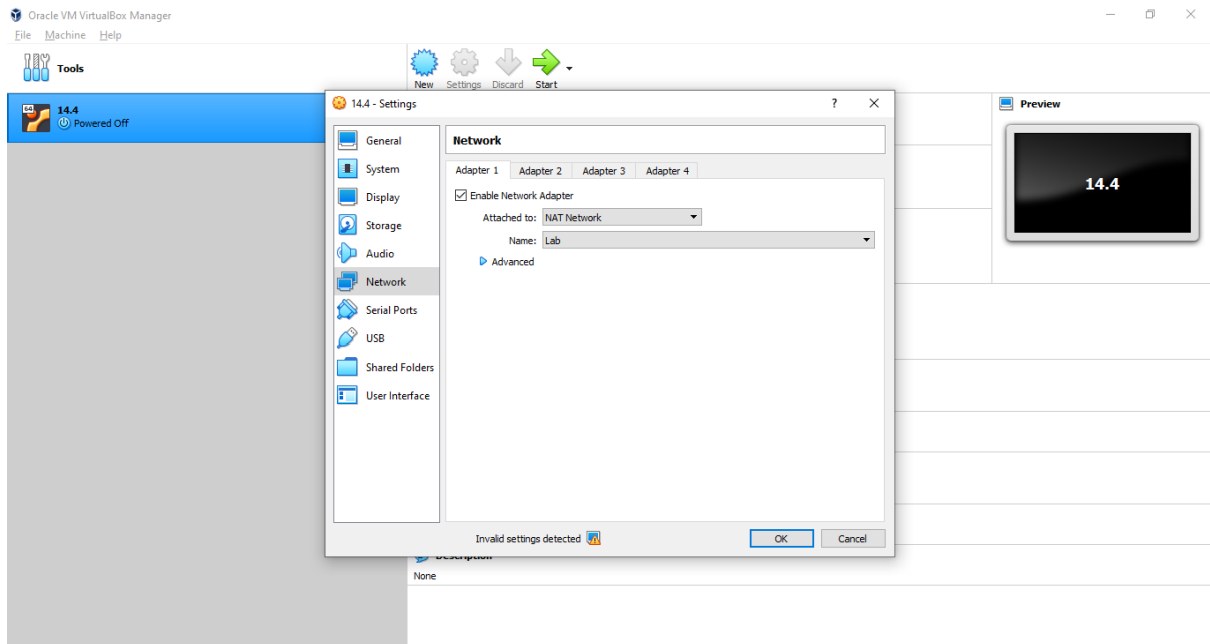 Oracle VM VirtualBox Manager
File Machine Help
Tools
New Settings Discard Start
64
14.4
Powered Off
14.4 - Settings
?
Preview
14.4
General
System
Display
Storage
Audio
Network
Serial Ports
USB
Shared Folders
User Interface
Network
Adapter 1 Adapter 2 Adapter 3 Adapter 4
Enable Network Adapter
Attached to: NAT Network
Name: Lab
Advanced
Invalid settings detected
OK Cancel
Description
None